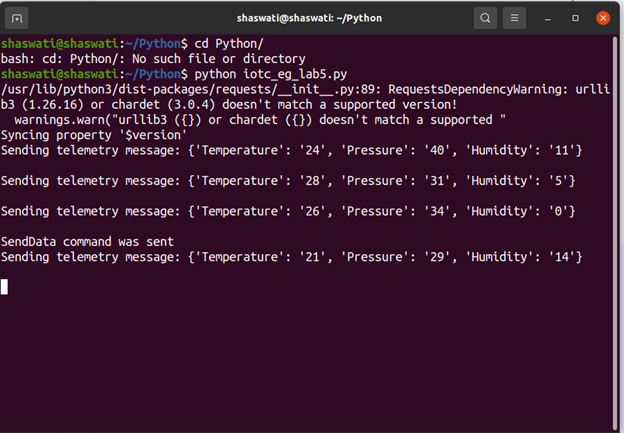 shaswati@shaswati: ~/Python
shaswati@shaswati:~/Python$ cd Python/
bash: cd: Python/: No such file or directory
shaswati@shaswati:~/Python$ python iotc_eg_lab5.py
/usr/lib/python3/dist-packages/requests/__init__.py:89: RequestsDependencyWarning: urlli
b3 (1.26.16) or chardet (3.0.4) doesn't match a supported version!
  warnings.warn("urllib3 ({}) or chardet ({}) doesn't match a supported "
Syncing property '$version'
Sending telemetry message: {'Temperature': '24', 'Pressure': '40', 'Humidity': '11'}
Sending telemetry message: {'Temperature': '28', 'Pressure': '31', 'Humidity': '5'}
Sending telemetry message: {'Temperature': '26', 'Pressure': '34', 'Humidity': '0'}
SendData command was sent
Sending telemetry message: {'Temperature': '21', 'Pressure': '29', 'Humidity': '14'}